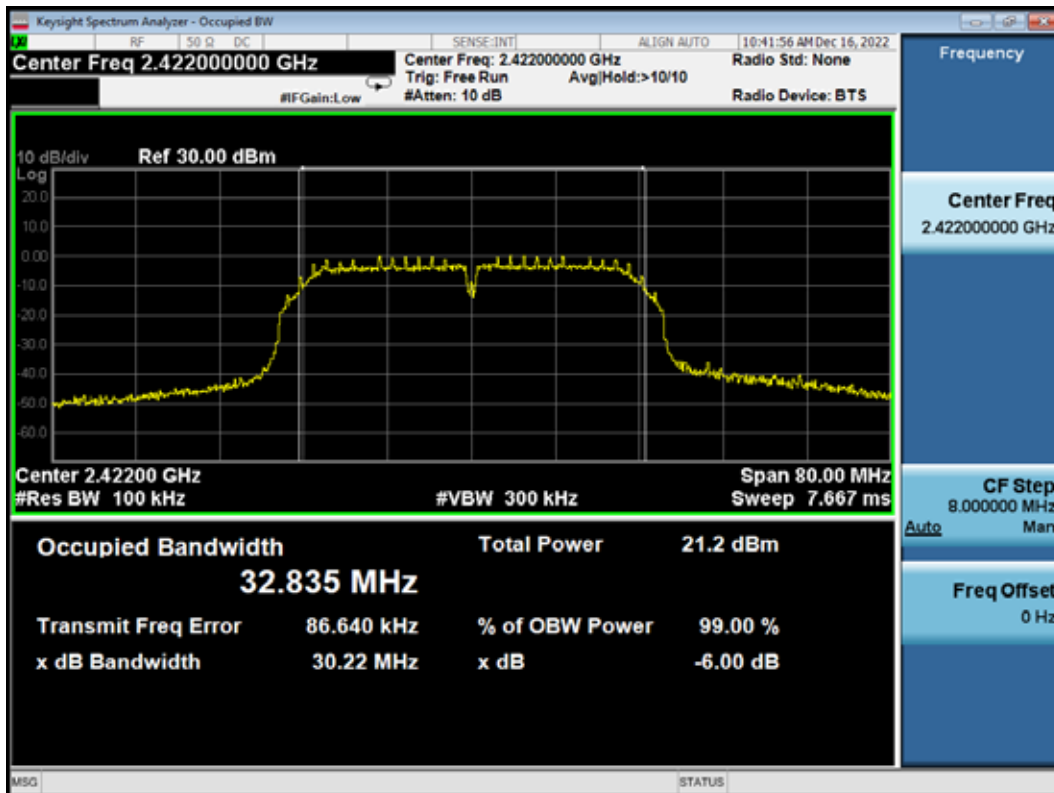 Keysight Spectrum Analyzer - Occupied BW
RF 50 Ω DC SENSE:INT ALIGN AUTO 10:41:56 AM Dec 16, 2022
Center Freq 2.422000000 GHz
Center Freq: 2.422000000 GHz Radio Std: None
Trig: Free Run Avg|Hold:>10/10
#IFGain:Low #Atten: 10 dB Radio Device: BTS
10 dB/div Ref 30.00 dBm
Log
20.0
10.0
0.00
-10.0
-20.0
-30.0
-40.0
-50.0
-60.0
Center 2.42200 GHz Span 80.00 MHz
#Res BW 100 kHz #VBW 300 kHz Sweep 7.667 ms
Occupied Bandwidth Total Power 21.2 dBm
32.835 MHz
Transmit Freq Error 86.640 kHz % of OBW Power 99.00 %
x dB Bandwidth 30.22 MHz x dB -6.00 dB
MSG STATUS
Frequency
Center Freq
2.422000000 GHz
CF Step
8.000000 MHz
Auto Man
Freq Offset
0 Hz